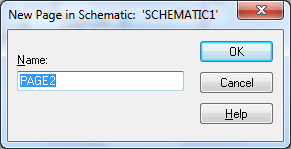 New Page in Schematic: 'SCHEMATIC1'
OK
Name:
PAGE2
Cancel
Help